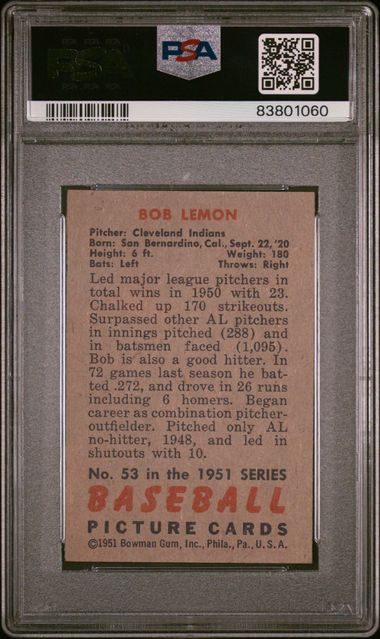 PSA
PSA
83801060
BOB LEMON
Pitcher: Cleveland Indians
Born: San Bernardino, Cal., Sept. 22, '20
Height: 6 ft. Weight: 180
Bats: Left Throws: Right
Led major league pitchers in
total wins in 1950 with 23.
Chalked up 170 strikeouts.
Surpassed other AL pitchers
in innings pitched (288) and
in batsmen faced (1,095).
Bob is also a good hitter. In
72 games last season he bat-
ted .272, and drove in 26 runs
including 6 homers. Began
career as combination pitcher-
outfielder. Pitched only AL
no-hitter, 1948, and led in
shutouts with 10.
No. 53 in the 1951 SERIES
BASEBALL
PICTURE CARDS
©1951 Bowman Gum, Inc., Phila., Pa., U.S.A.